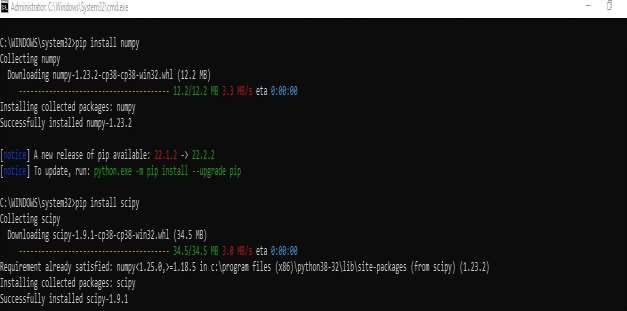 Administrator: C:\Windows\System32\cmd.exe
C:\WINDOWS\system32>pip install numpy
Collecting numpy
Downloading numpy-1.23.2-cp38-cp38-win32.whl (12.2 MB)
---------------------------------------- 12.2/12.2 MB 3.3 MB/s eta 0:00:00
Installing collected packages: numpy
Successfully installed numpy-1.23.2
[notice] A new release of pip available: 22.1.2 -> 22.2.2
[notice] To update, run: python.exe -m pip install --upgrade pip
C:\WINDOWS\system32>pip install scipy
Collecting scipy
Downloading scipy-1.9.1-cp38-cp38-win32.whl (34.5 MB)
---------------------------------------- 34.5/34.5 MB 3.0 MB/s eta 0:00:00
Requirement already satisfied: numpy<1.25.0,>=1.18.5 in c:\program files (x86)\python38-32\lib\site-packages (from scipy) (1.23.2)
Installing collected packages: scipy
Successfully installed scipy-1.9.1